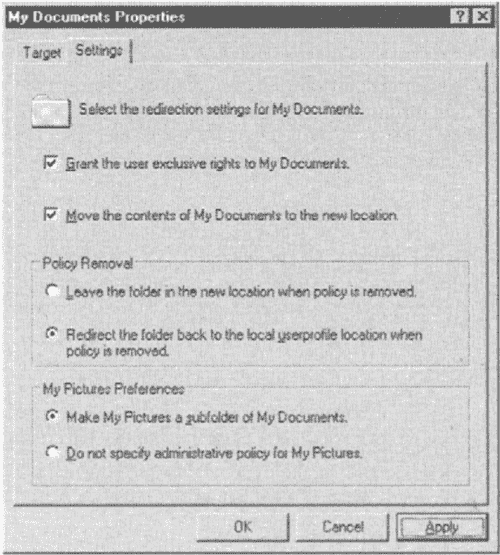 My Documents Properties
Target Settings
Select the redirection settings for My Documents.
Grant the user exclusive rights to My Documents.
Move the contents of My Documents to the new location.
Policy Removal
Leave the folder in the new location when policy is removed.
Redirect the folder back to the local userprofile location when
policy is removed.
My Pictures Preferences
Make My Pictures a subfolder of My Documents.
Do not specify administrative policy for My Pictures.
OK Cancel Apply